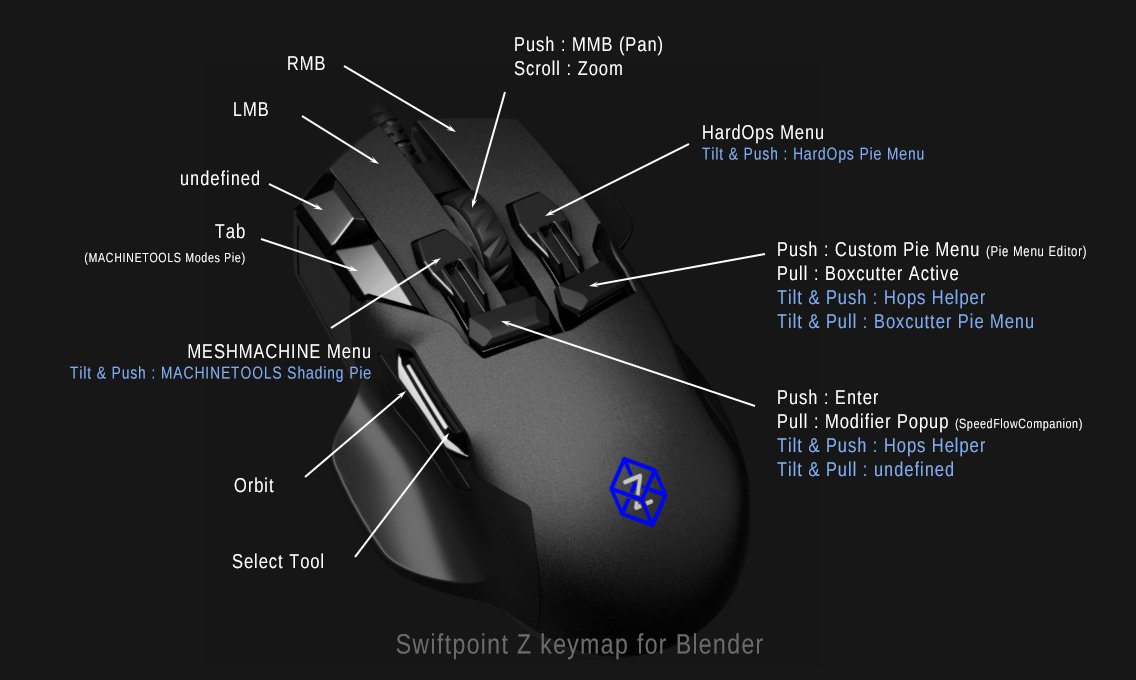 Push : MMB (Pan)
Scroll : Zoom
RMB
LMB
HardOps Menu
Tilt & Push : HardOps Pie Menu
undefined
Tab
(MACHINETOOLS Modes Pie)
Push : Custom Pie Menu (Pie Menu Editor)
Pull : Boxcutter Active
Tilt & Push : Hops Helper
Tilt & Pull : Boxcutter Pie Menu
MESHMACHINE Menu
Tilt & Push : MACHINETOOLS Shading Pie
Push : Enter
Pull : Modifier Popup (SpeedFlowCompanion)
Tilt & Push : Hops Helper
Tilt & Pull : undefined
Orbit
Select Tool
Z
Swiftpoint Z keymap for Blender